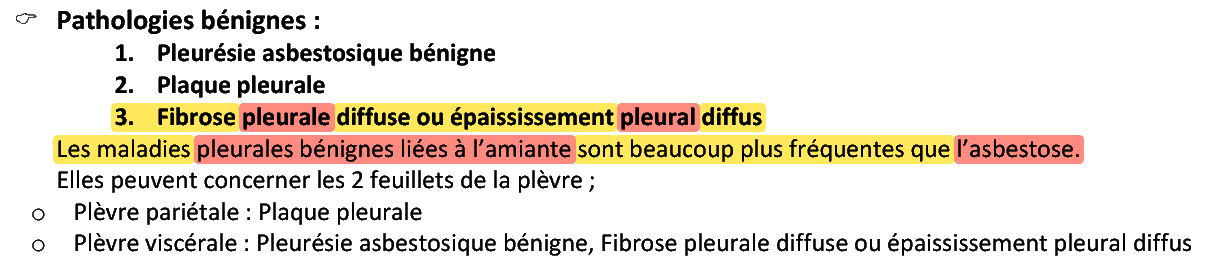 ☞ Pathologies bénignes :
1. Pleurésie asbestosique bénigne
2. Plaque pleurale
3. Fibrose pleurale diffuse ou épaississement pleural diffus
Les maladies pleurales bénignes liées à l’amiante sont beaucoup plus fréquentes que l’asbestose.
Elles peuvent concerner les 2 feuillets de la plèvre ;
o Plèvre pariétale : Plaque pleurale
o Plèvre viscérale : Pleurésie asbestosique bénigne, Fibrose pleurale diffuse ou épaississement pleural diffus